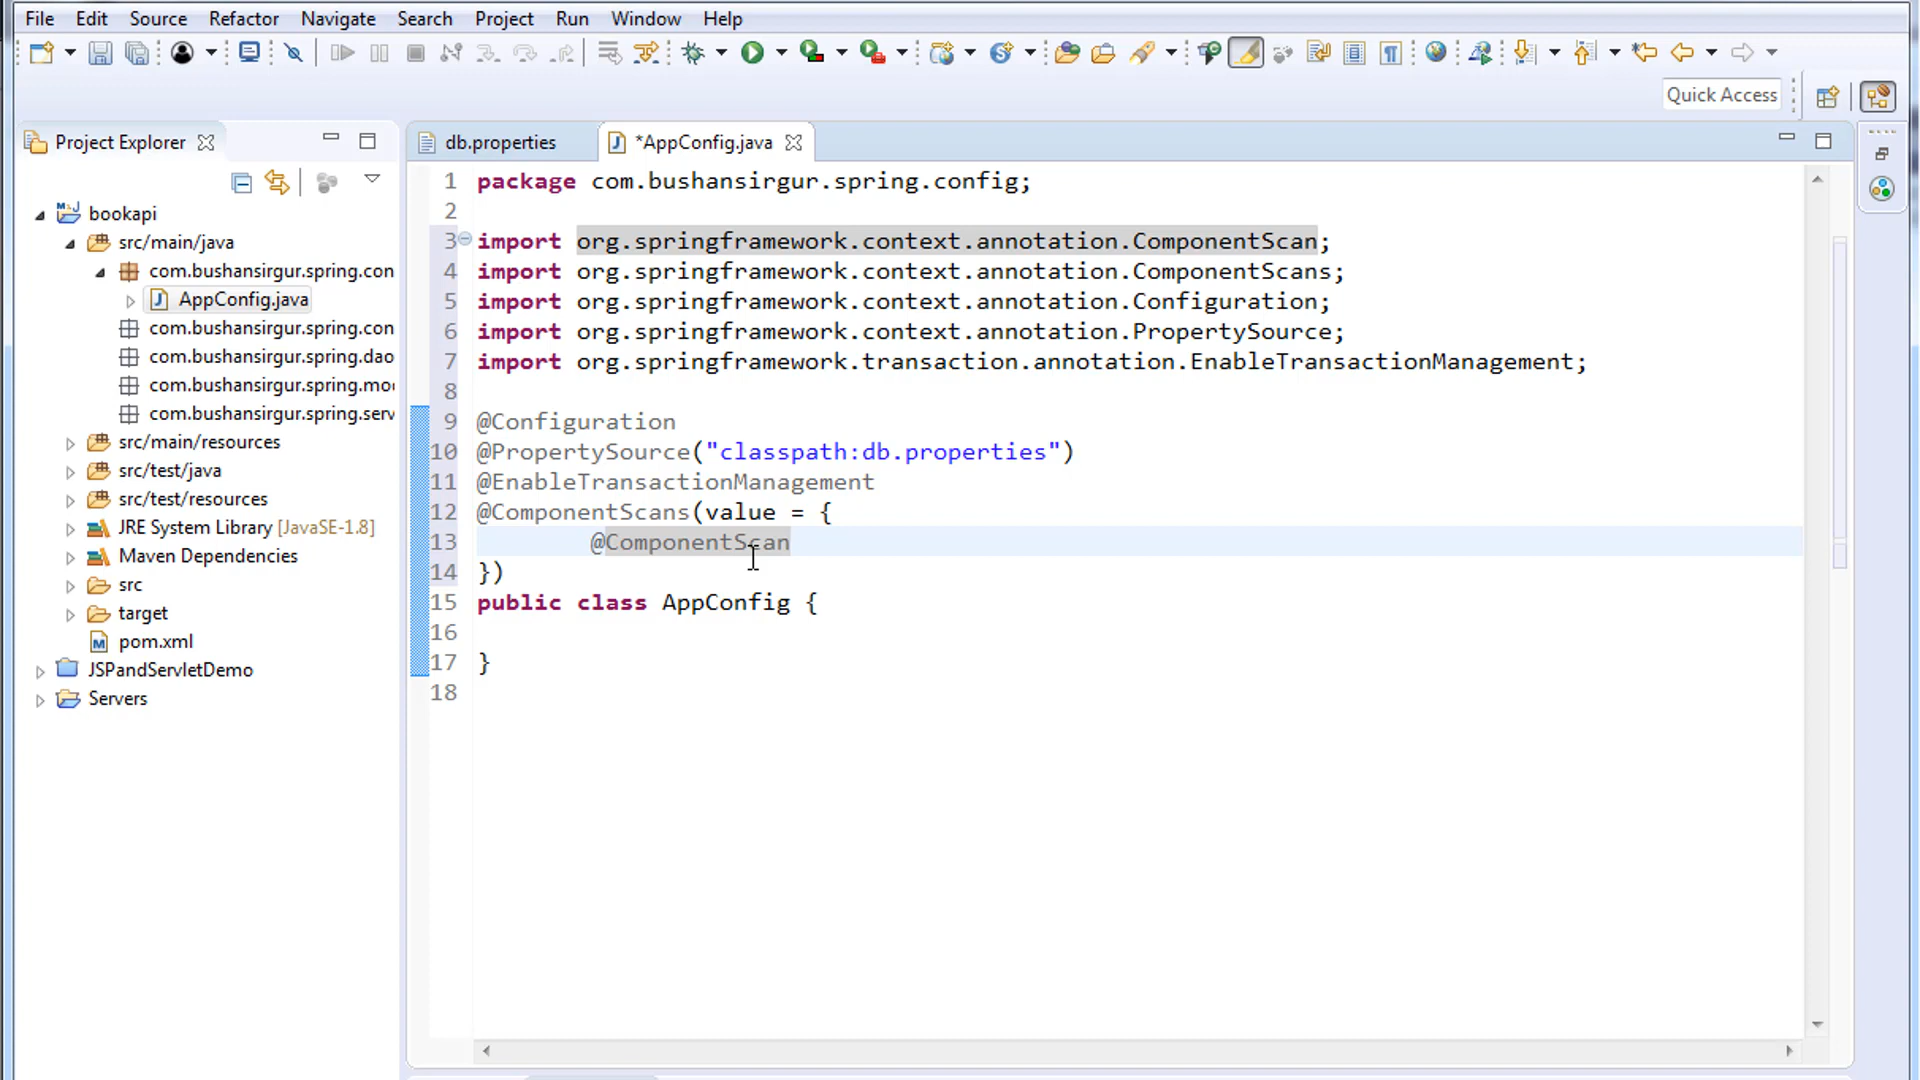 File Edit Source Refactor Navigate Search Project Run Window Help
Quick Access
Project Explorer
db.properties
*AppConfig.java
bookapi
src/main/java
com.bushansirgur.spring.con
AppConfig.java
com.bushansirgur.spring.con
com.bushansirgur.spring.dao
com.bushansirgur.spring.mo
com.bushansirgur.spring.serv
src/main/resources
src/test/java
src/test/resources
JRE System Library [JavaSE-1.8]
Maven Dependencies
src
target
pom.xml
JSPandServletDemo
Servers
1 package com.bushansirgur.spring.config;
2
3 import org.springframework.context.annotation.ComponentScan;
4 import org.springframework.context.annotation.ComponentScans;
5 import org.springframework.context.annotation.Configuration;
6 import org.springframework.context.annotation.PropertySource;
7 import org.springframework.transaction.annotation.EnableTransactionManagement;
8
9 @Configuration
10 @PropertySource("classpath:db.properties")
11 @EnableTransactionManagement
12 @ComponentScans(value = {
13 @ComponentScan
14 })
15 public class AppConfig {
16
17 }
18